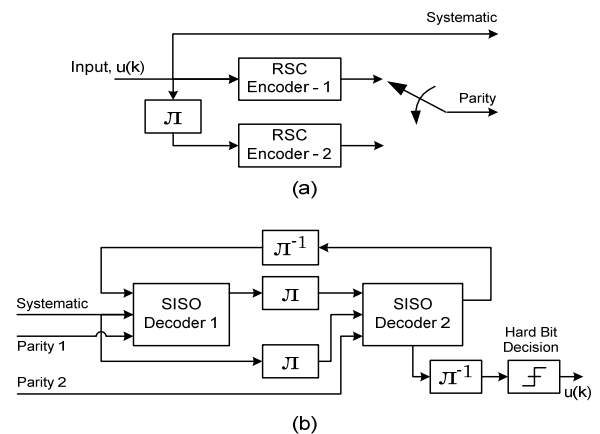 Systematic
Input, u(k)
RSC
Encoder - 1
Parity
л
RSC
Encoder - 2
(a)
л-1
Systematic
SISO
Decoder 1
л
SISO
Decoder 2
Parity 1
л
Hard Bit
Decision
Parity 2
л-1
u(k)
(b)